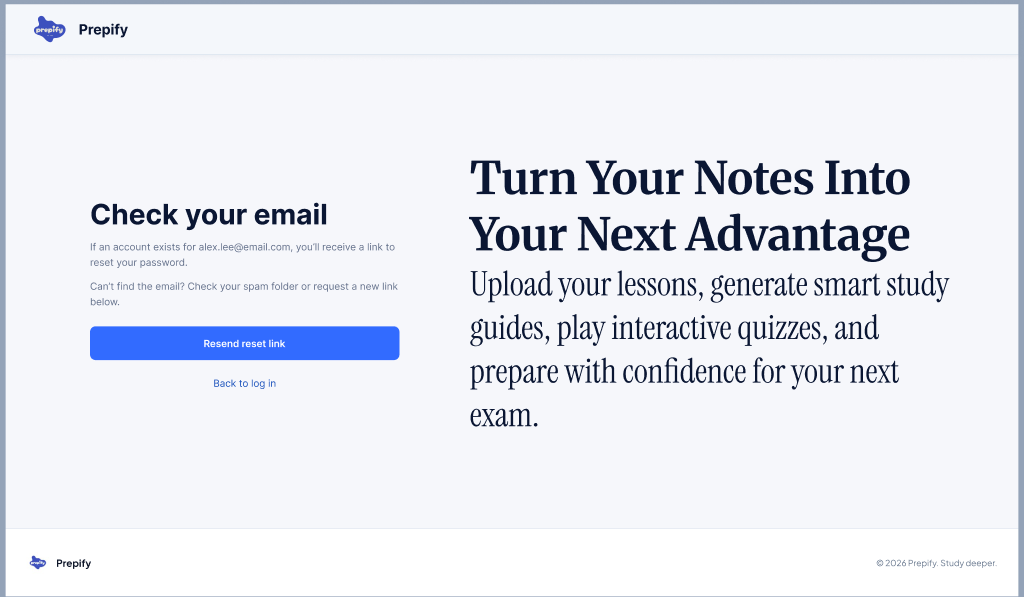 prepify
Prepify
Check your email
If an account exists for alex.lee@email.com, you’ll receive a link to
reset your password.
Can’t find the email? Check your spam folder or request a new link
below.
Resend reset link
Back to log in
Turn Your Notes Into
Your Next Advantage
Upload your lessons, generate smart study
guides, play interactive quizzes, and
prepare with confidence for your next
exam.
prepify
Prepify
© 2026 Prepify. Study deeper.